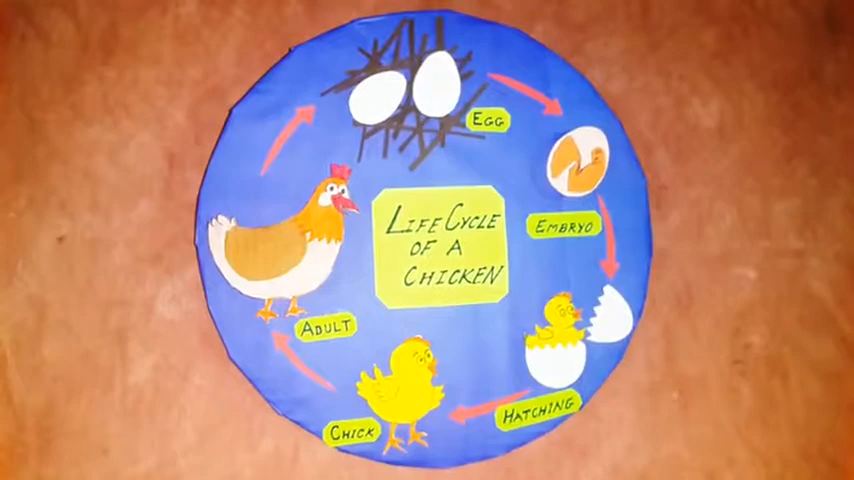 LIFE CYCLE
OF A
CHICKEN
EGG
EMBRYO
HATCHING
CHICK
ADULT